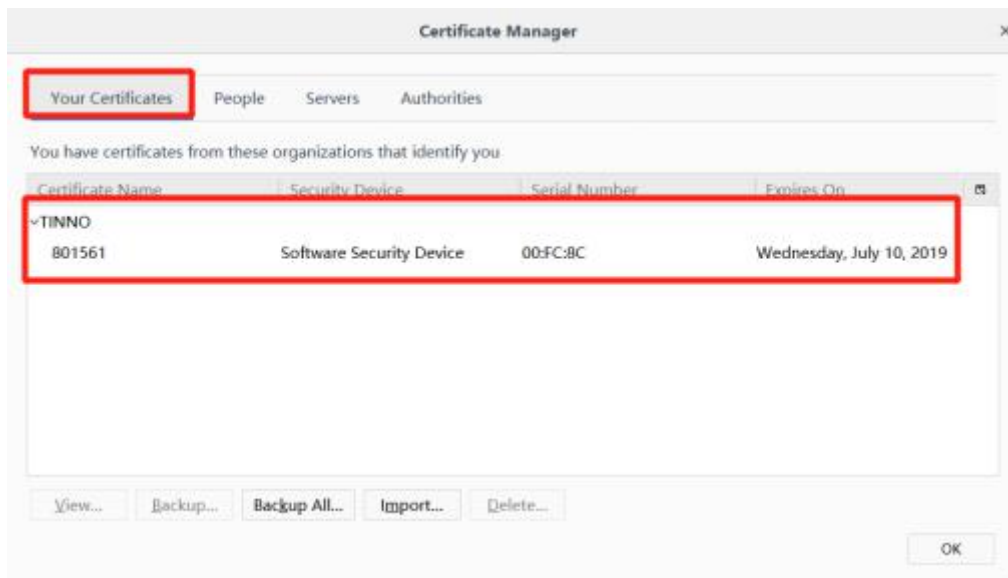 Certificate Manager
Your Certificates People Servers Authorities
You have certificates from these organizations that identify you
Certificate Name Security Device Serial Number Expires On
TINNO
801561 Software Security Device 00:FC:8C Wednesday, July 10, 2019
View... Backup... Backup All... Import... Delete...
OK